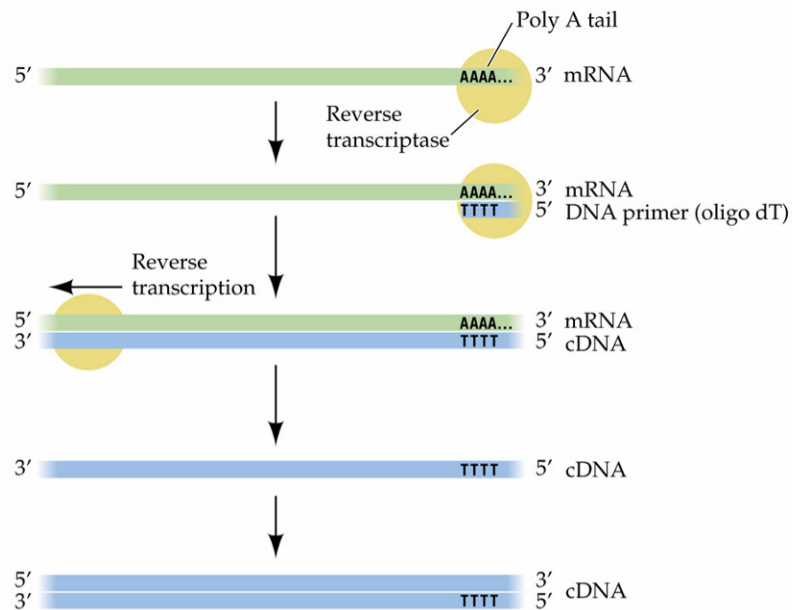 Poly A tail
5′ AAAA... 3′ mRNA
Reverse
transcriptase
5′ AAAA... 3′ mRNA
TTTT 5′ DNA primer (oligo dT)
Reverse
transcription
5′ AAAA... 3′ mRNA
3′ TTTT 5′ cDNA
3′ TTTT 5′ cDNA
5′ 3′
cDNA
3′ TTTT 5′